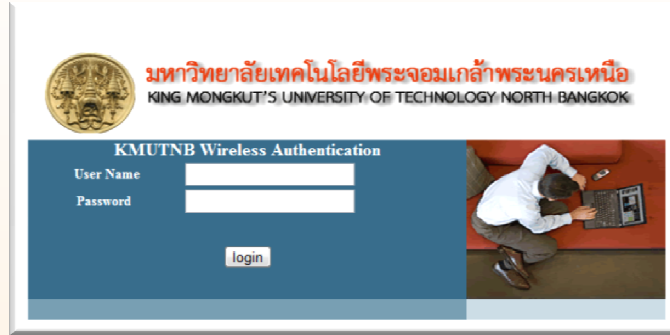 มหาวิทยาลัยเทคโนโลยีพระจอมเกล้าพระนครเหนือ
KING MONGKUT'S UNIVERSITY OF TECHNOLOGY NORTH BANGKOK
KMUTNB Wireless Authentication
User Name
Password
login